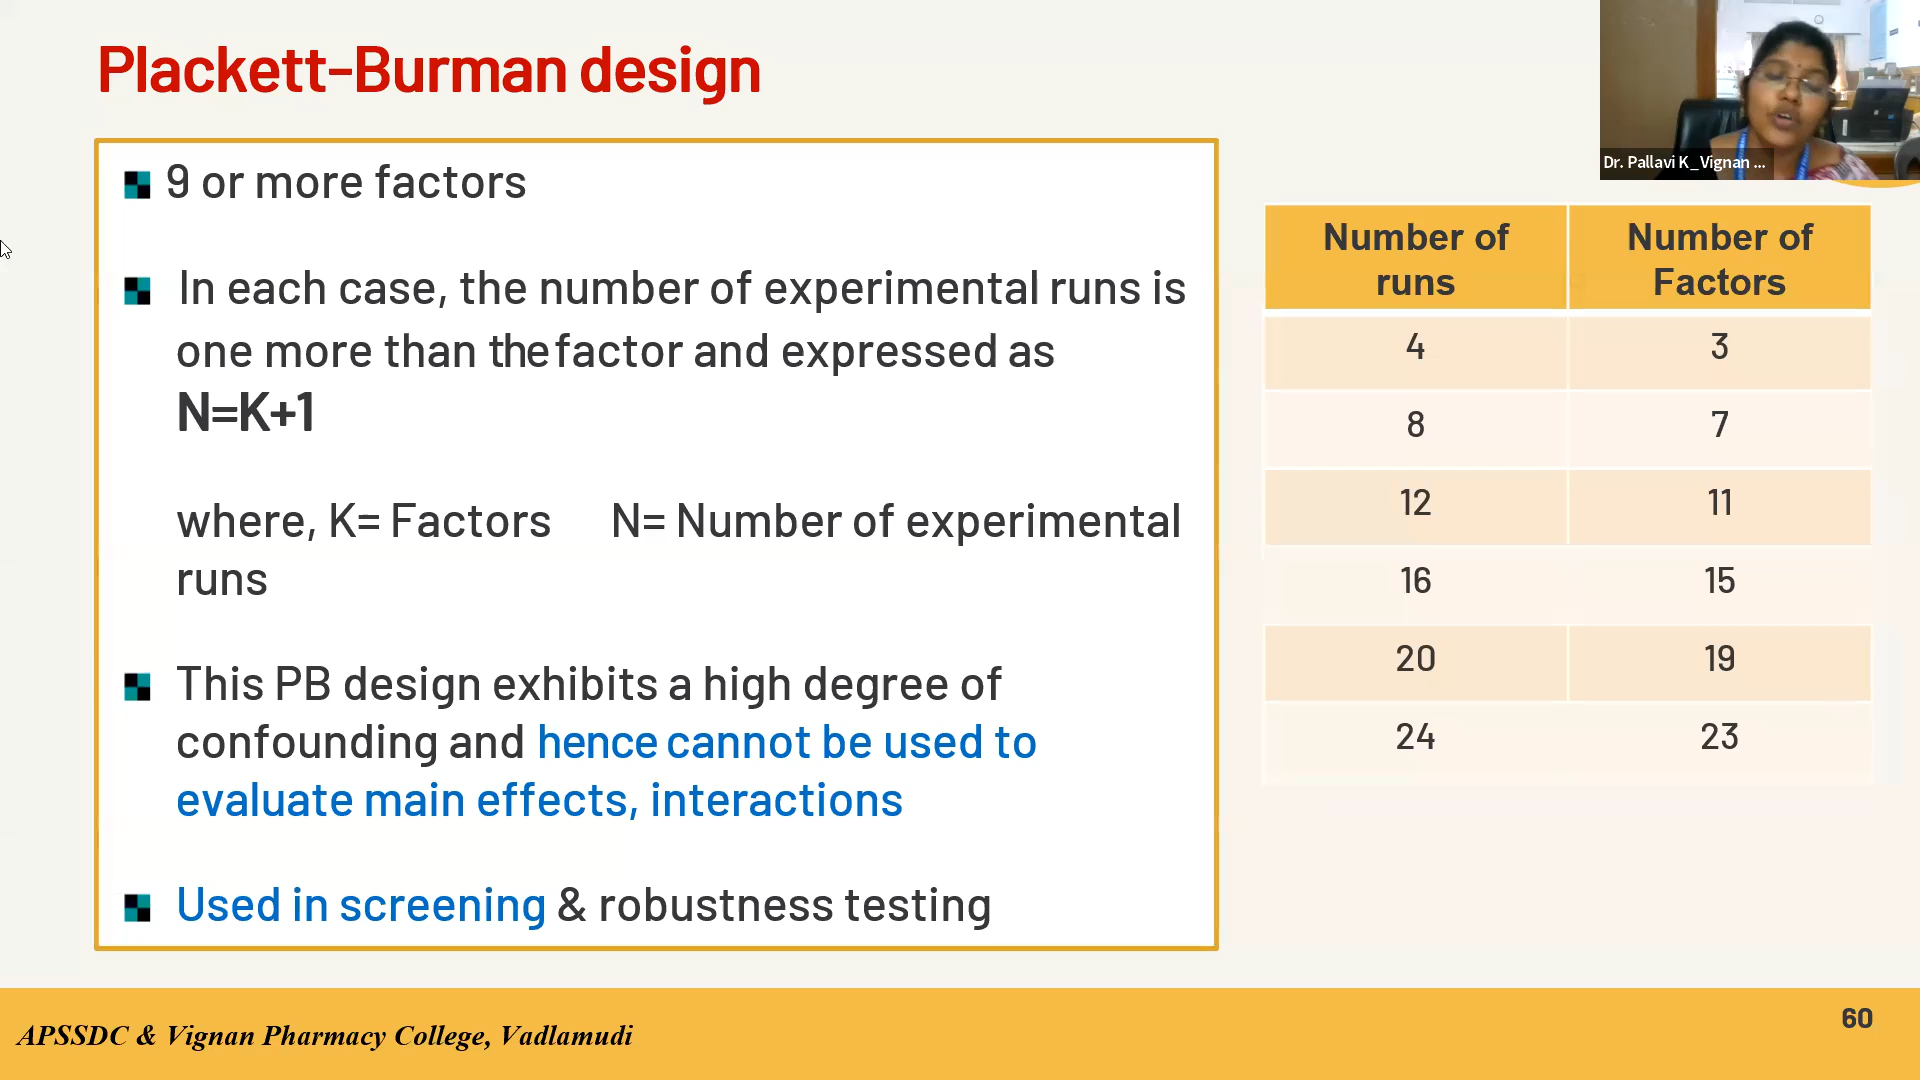 Plackett-Burman design
9 or more factors
In each case, the number of experimental runs is
one more than the factor and expressed as
N=K+1
where, K= Factors N= Number of experimental
runs
This PB design exhibits a high degree of
confounding and hence cannot be used to
evaluate main effects, interactions
Used in screening & robustness testing
Dr. Pallavi K_Vignan ...
Number of runs Number of Factors
4 3
8 7
12 11
16 15
20 19
24 23
APSSDC & Vignan Pharmacy College, Vadlamudi
60